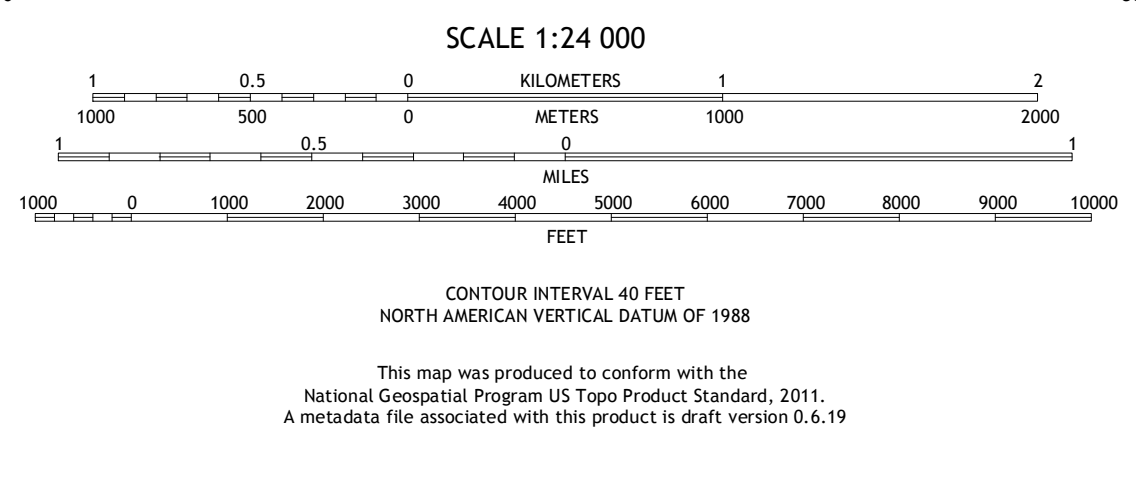 SCALE 1:24 000
1 0.5 0 KILOMETERS 1 2
1000 500 0 METERS 1000 2000
1 0.5 0 1
MILES
1000 0 1000 2000 3000 4000 5000 6000 7000 8000 9000 10000
FEET
CONTOUR INTERVAL 40 FEET
NORTH AMERICAN VERTICAL DATUM OF 1988
This map was produced to conform with the
National Geospatial Program US Topo Product Standard, 2011.
A metadata file associated with this product is draft version 0.6.19